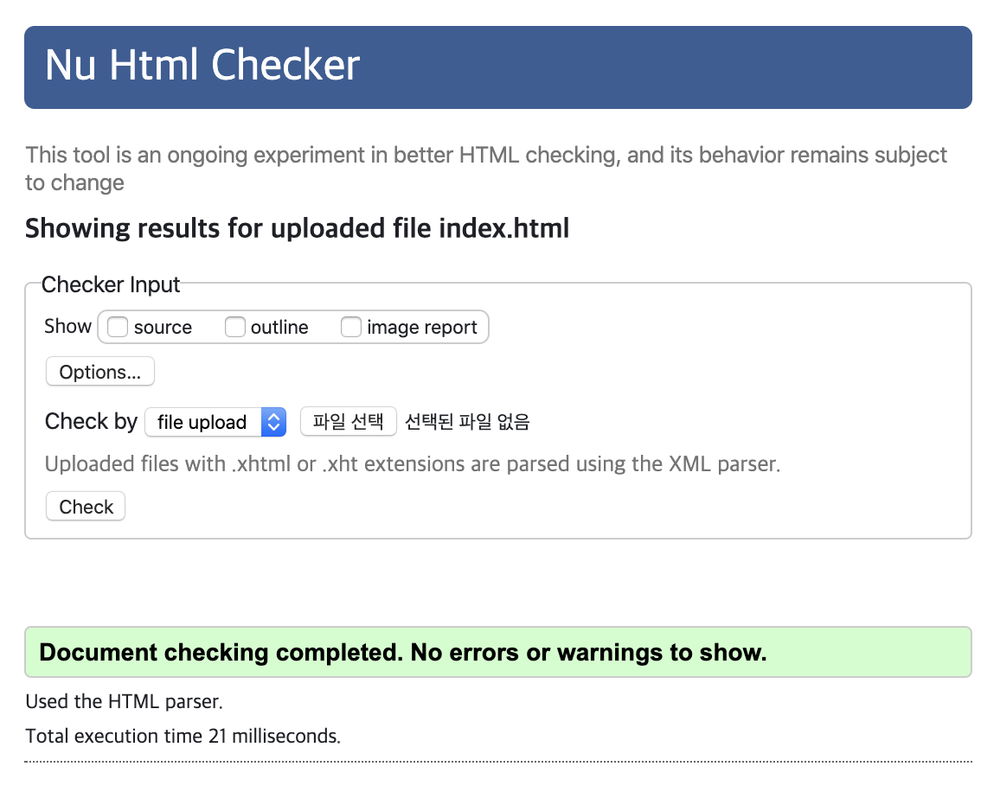 Nu Html Checker
This tool is an ongoing experiment in better HTML checking, and its behavior remains subject
to change
Showing results for uploaded file index.html
Checker Input
Show source outline image report
Options...
Check by file upload 파일 선택 선택된 파일 없음
Uploaded files with .xhtml or .xht extensions are parsed using the XML parser.
Check
Document checking completed. No errors or warnings to show.
Used the HTML parser.
Total execution time 21 milliseconds.